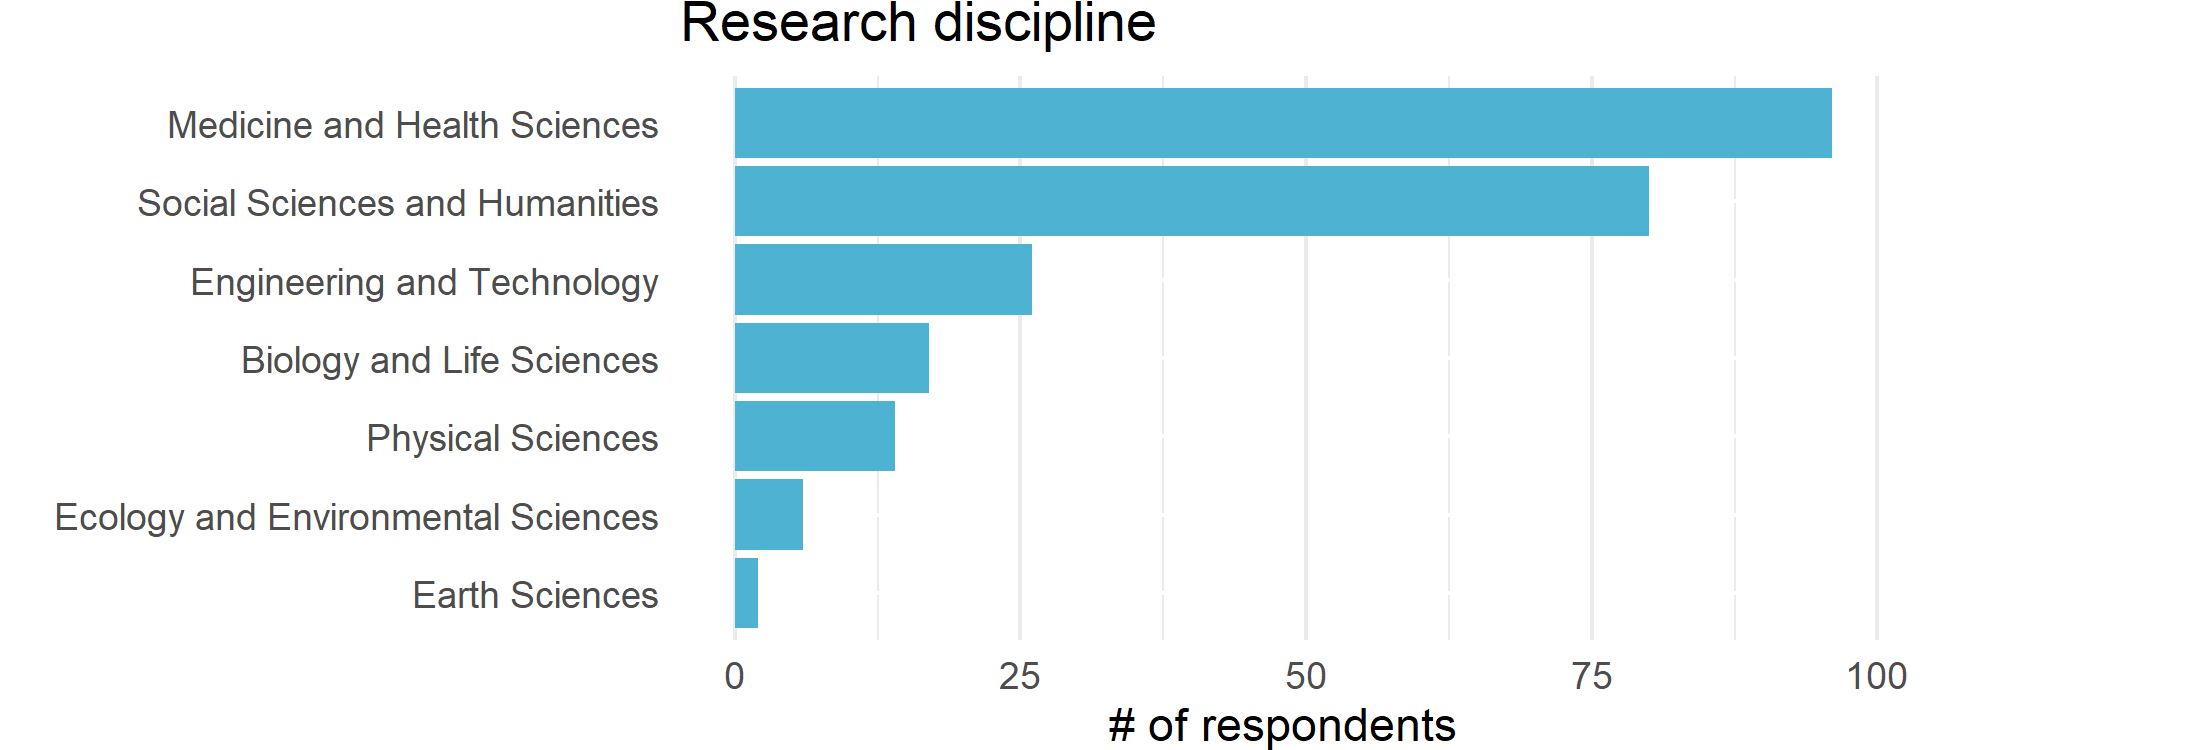 Research discipline
Medicine and Health Sciences
Social Sciences and Humanities
Engineering and Technology
Biology and Life Sciences
Physical Sciences
Ecology and Environmental Sciences
Earth Sciences
0 25 50 75 100
# of respondents